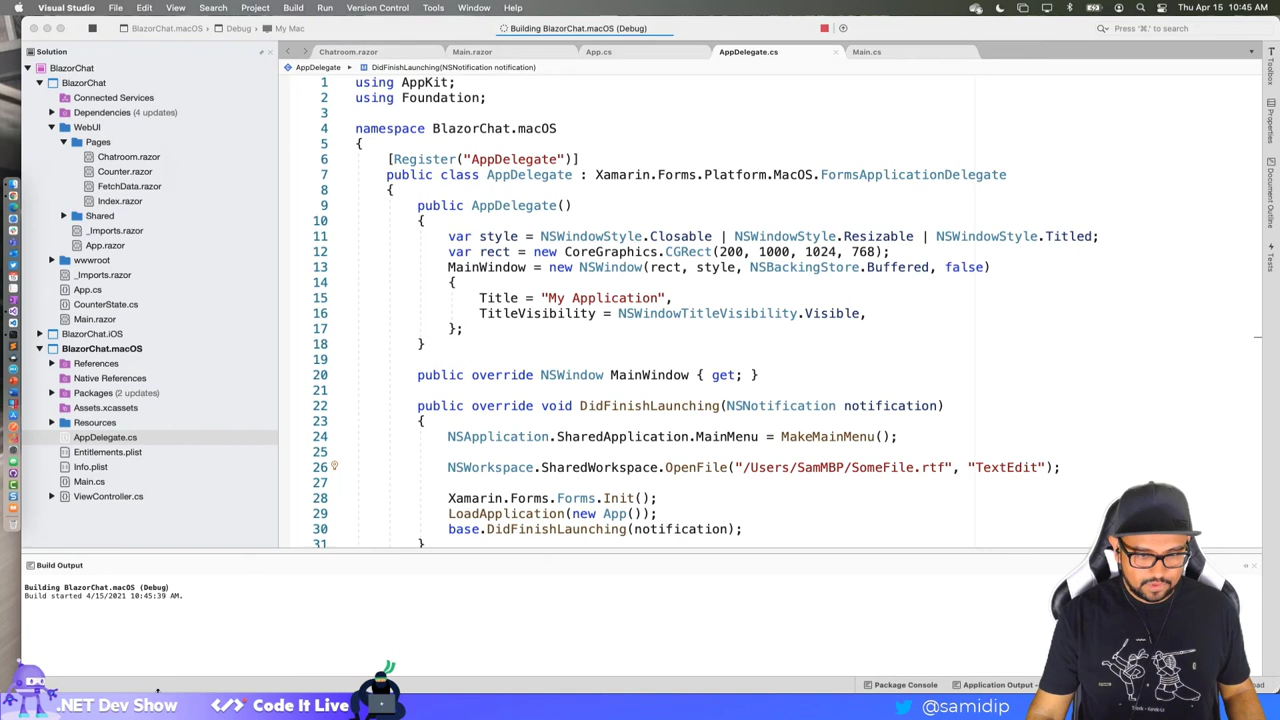 Visual Studio File Edit View Search Project Build Run Version Control Tools Window Help
Thu Apr 15 10:45 AM
BlazorChat.macOS Debug My Mac
Building BlazorChat.macOS (Debug)
Press '⌘.' to search
Solution
Chatroom.razor Main.razor App.cs AppDelegate.cs Main.cs
AppDelegate DidFinishLaunching(NSNotification notification)
BlazorChat
BlazorChat
Connected Services
Dependencies (4 updates)
WebUI
Pages
Chatroom.razor
Counter.razor
FetchData.razor
Index.razor
Shared
_Imports.razor
App.razor
wwwroot
_Imports.razor
App.cs
CounterState.cs
Main.razor
BlazorChat.iOS
BlazorChat.macOS
References
Native References
Packages (2 updates)
Assets.xcassets
Resources
AppDelegate.cs
Entitlements.plist
Info.plist
Main.cs
ViewController.cs
1 using AppKit;
2 using Foundation;
3
4 namespace BlazorChat.macOS
5 {
6 [Register("AppDelegate")]
7 public class AppDelegate : Xamarin.Forms.Platform.MacOS.FormsApplicationDelegate
8 {
9 public AppDelegate()
10 {
11 var style = NSWindowStyle.Closable | NSWindowStyle.Resizable | NSWindowStyle.Titled;
12 var rect = new CoreGraphics.CGRect(200, 1000, 1024, 768);
13 MainWindow = new NSWindow(rect, style, NSBackingStore.Buffered, false)
14 {
15 Title = "My Application",
16 TitleVisibility = NSWindowTitleVisibility.Visible,
17 };
18 }
19
20 public override NSWindow MainWindow { get; }
21
22 public override void DidFinishLaunching(NSNotification notification)
23 {
24 NSApplication.SharedApplication.MainMenu = MakeMainMenu();
25
26 NSWorkspace.SharedWorkspace.OpenFile("/Users/SamMBP/SomeFile.rtf", "TextEdit");
27
28 Xamarin.Forms.Forms.Init();
29 LoadApplication(new App());
30 base.DidFinishLaunching(notification);
31 }
Toolbox
Properties
Document Outline
Tests
Build Output
Building BlazorChat.macOS (Debug)
Build started 4/15/2021 10:45:39 AM.
Package Console Application Output
.NET Dev Show Code It Live
@samidip